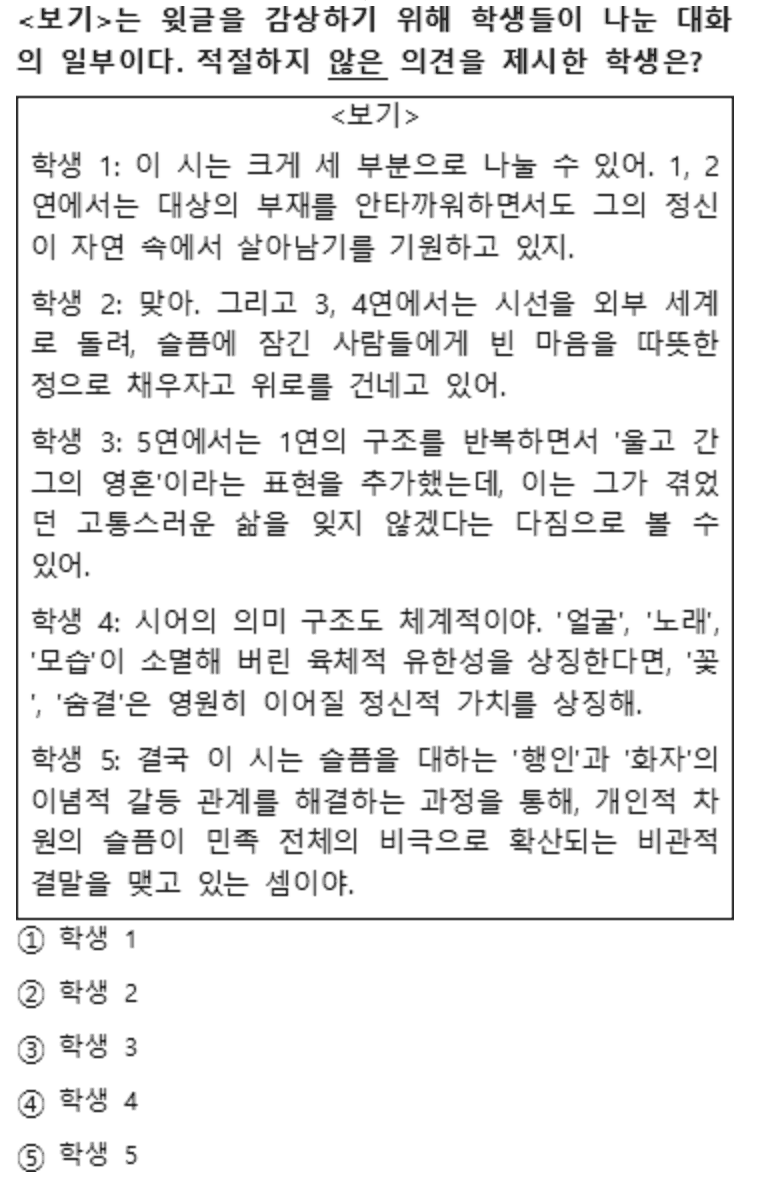 <보기>는 윗글을 감상하기 위해 학생들이 나눈 대화
의 일부이다. 적절하지 않은 의견을 제시한 학생은?
<보기>
학생 1: 이 시는 크게 세 부분으로 나눌 수 있어. 1, 2
연에서는 대상의 부재를 안타까워하면서도 그의 정신
이 자연 속에서 살아남기를 기원하고 있지.
학생 2: 맞아. 그리고 3, 4연에서는 시선을 외부 세계
로 돌려, 슬픔에 잠긴 사람들에게 빈 마음을 따뜻한
정으로 채우자고 위로를 건네고 있어.
학생 3: 5연에서는 1연의 구조를 반복하면서 '울고 간
그의 영혼'이라는 표현을 추가했는데, 이는 그가 겪었
던 고통스러운 삶을 잊지 않겠다는 다짐으로 볼 수
있어.
학생 4: 시어의 의미 구조도 체계적이야. '얼굴', '노래',
'모습'이 소멸해 버린 육체적 유한성을 상징한다면, '꽃
', '숨결'은 영원히 이어질 정신적 가치를 상징해.
학생 5: 결국 이 시는 슬픔을 대하는 '행인'과 '화자'의
이념적 갈등 관계를 해결하는 과정을 통해, 개인적 차
원의 슬픔이 민족 전체의 비극으로 확산되는 비관적
결말을 맺고 있는 셈이야.
① 학생 1
② 학생 2
③ 학생 3
④ 학생 4
⑤ 학생 5